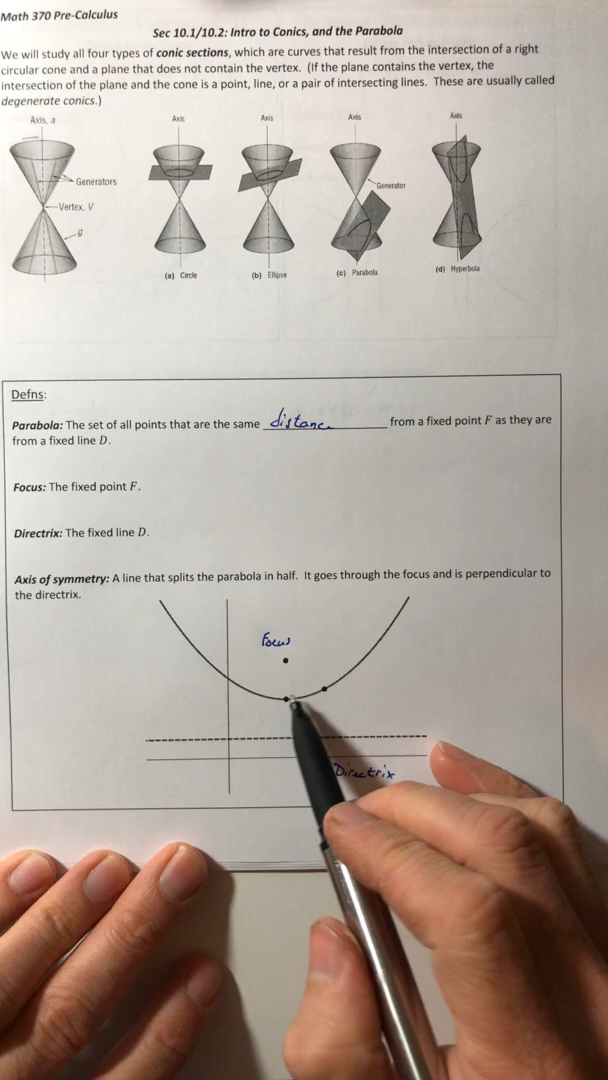 Math 370 Pre-Calculus
Sec 10.1/10.2: Intro to Conics, and the Parabola
We will study all four types of conic sections, which are curves that result from the intersection of a right
circular cone and a plane that does not contain the vertex. (If the plane contains the vertex, the
intersection of the plane and the cone is a point, line, or a pair of intersecting lines. These are usually called
degenerate conics.)
Axis, a
Axis
Axis
Axis
Axis
Generators
Generator
Vertex, V
g
(a) Circle
(b) Ellipse
(c) Parabola
(d) Hyperbola
Defns:
Parabola: The set of all points that are the same distance from a fixed point F as they are
from a fixed line D.
Focus: The fixed point F.
Directrix: The fixed line D.
Axis of symmetry: A line that splits the parabola in half. It goes through the focus and is perpendicular to
the directrix.
Focus
Directrix